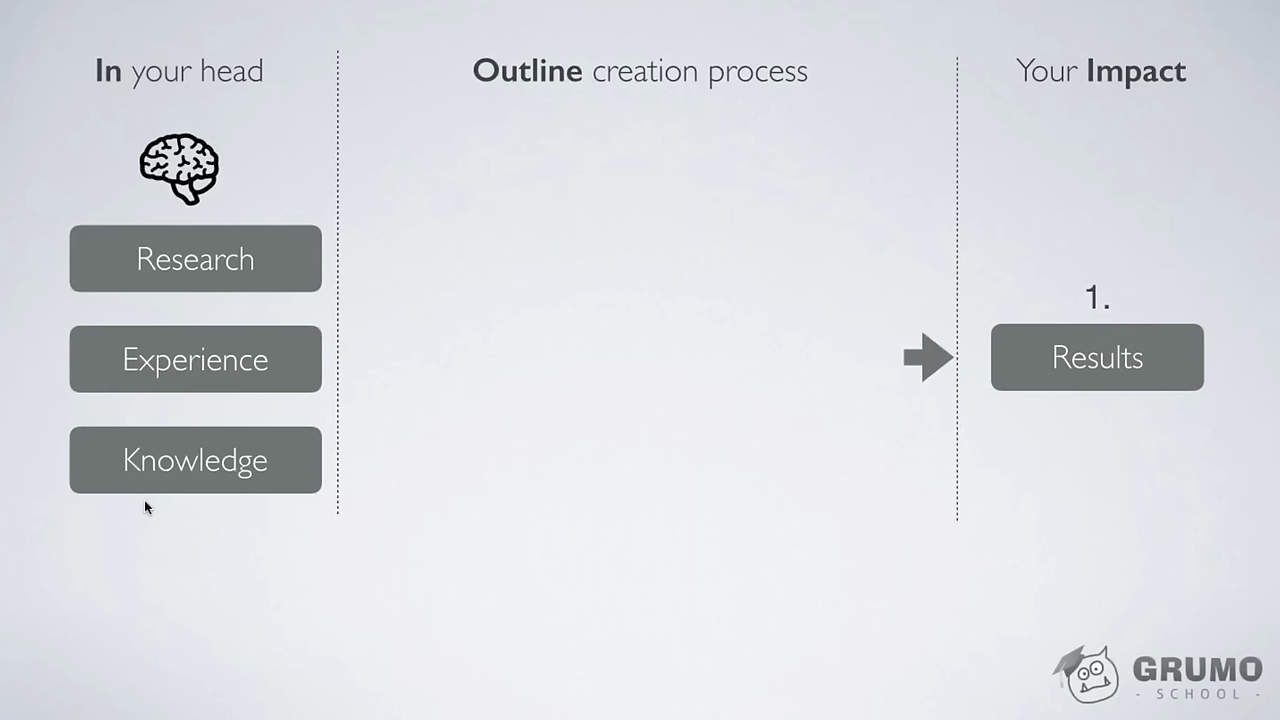 In your head
Outline creation process
Your Impact
Research
Experience
Knowledge
1.
Results
GRUMO
- SCHOOL -